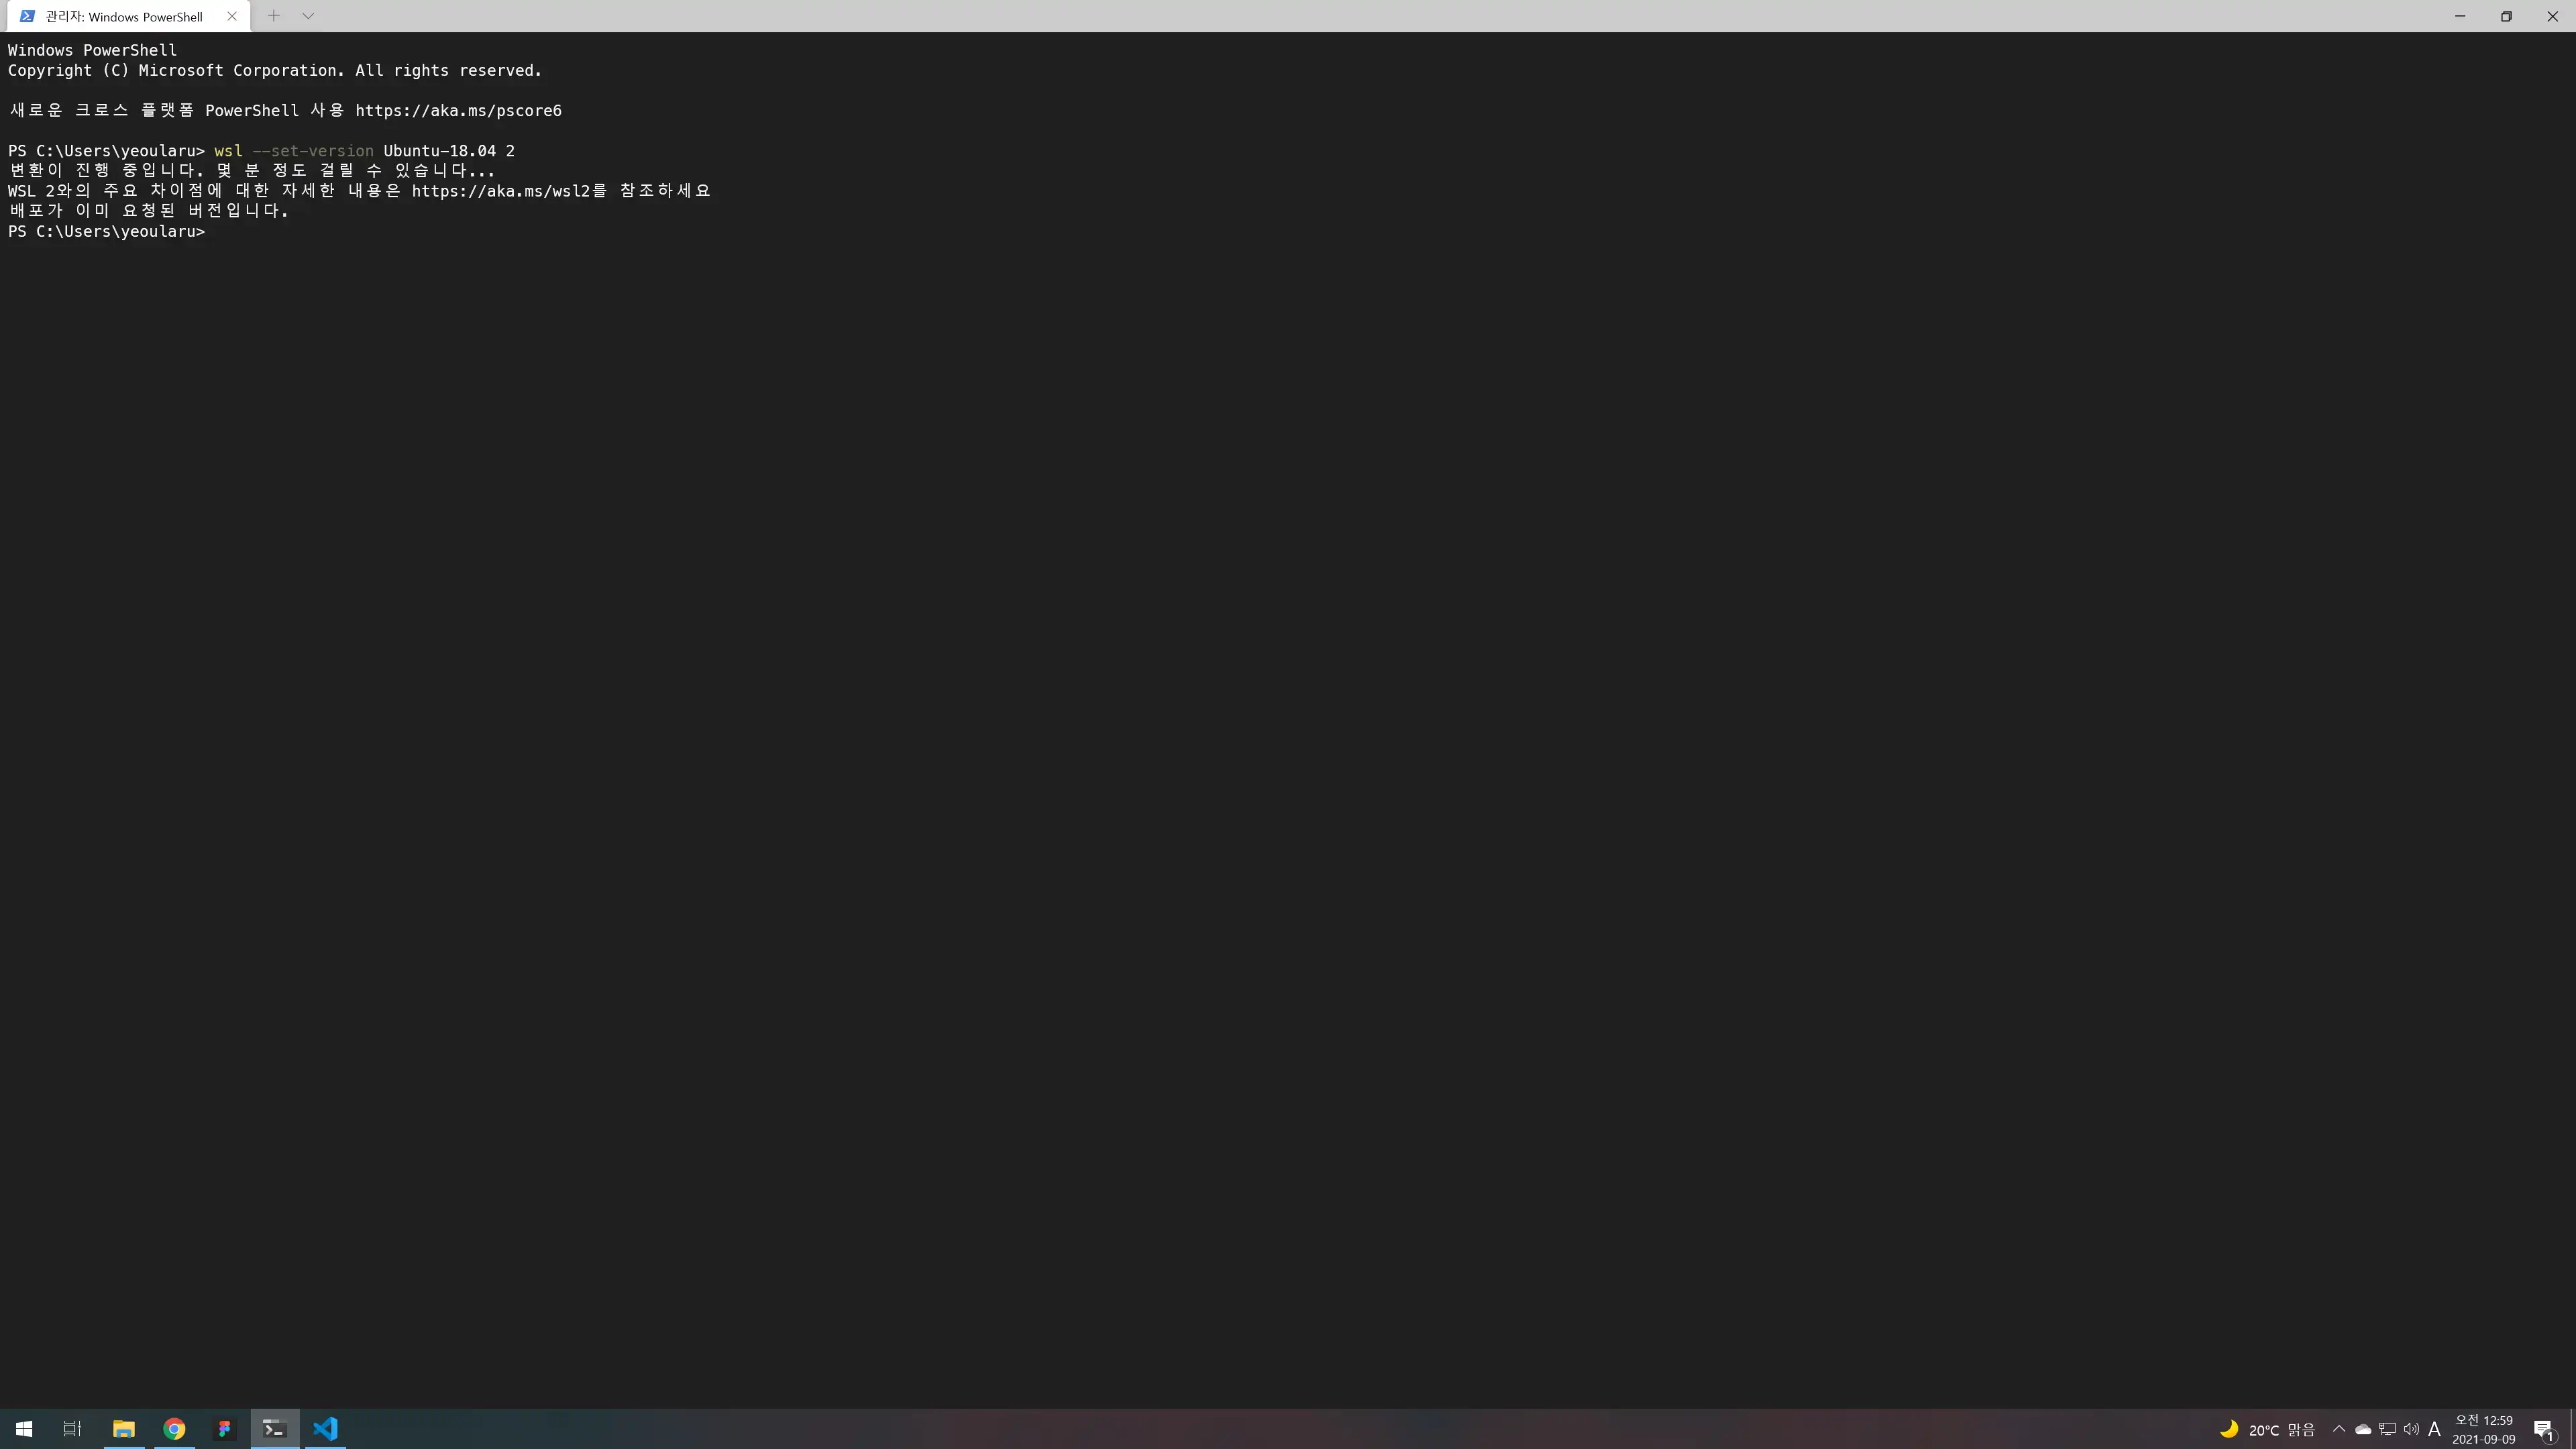 관리자: Windows PowerShell
Windows PowerShell
Copyright (C) Microsoft Corporation. All rights reserved.
새로운 크로스 플랫폼 PowerShell 사용 https://aka.ms/pscore6
PS C:\Users\yeoularu> wsl --set-version Ubuntu-18.04 2
변환이 진행 중입니다. 몇 분 정도 걸릴 수 있습니다...
WSL 2와의 주요 차이점에 대한 자세한 내용은 https://aka.ms/wsl2를 참조하세요
배포가 이미 요청된 버전입니다.
PS C:\Users\yeoularu>
20°C 맑음
A
오전 12:59
2021-09-09
1